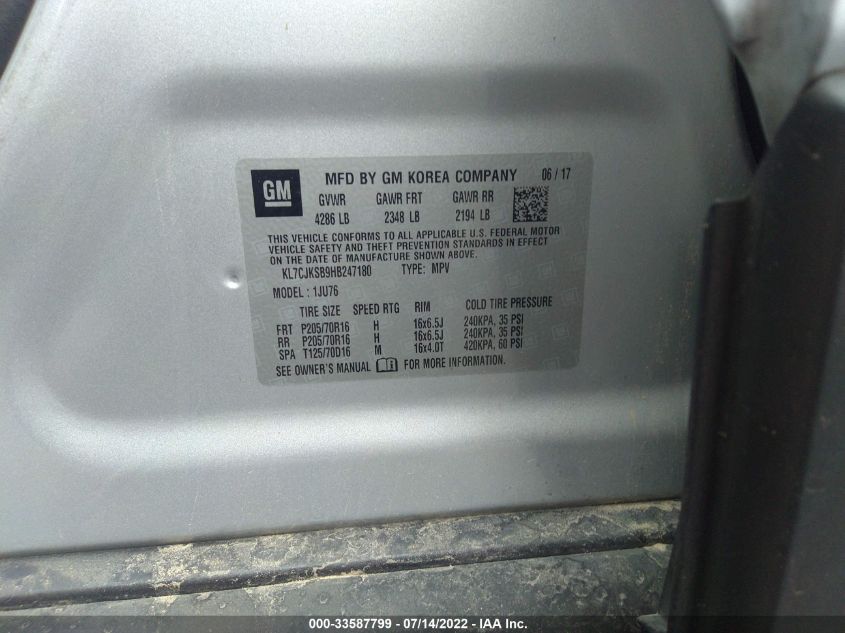 GM
MFD BY GM KOREA COMPANY 06 / 17
GVWR GAWR FRT GAWR RR
4286 LB 2348 LB 2194 LB
THIS VEHICLE CONFORMS TO ALL APPLICABLE U.S. FEDERAL MOTOR
VEHICLE SAFETY AND THEFT PREVENTION STANDARDS IN EFFECT
ON THE DATE OF MANUFACTURE SHOWN ABOVE.
KL7CJKSB9HB247180 TYPE: MPV
MODEL : 1JU76
TIRE SIZE SPEED RTG RIM COLD TIRE PRESSURE
FRT P205/70R16 H 16x6.5J 240KPA, 35 PSI
RR P205/70R16 H 16x6.5J 240KPA, 35 PSI
SPA T125/70D16 M 16x4.0T 420KPA, 60 PSI
SEE OWNER'S MANUAL FOR MORE INFORMATION.
000-33587799 - 07/14/2022 - IAA Inc.